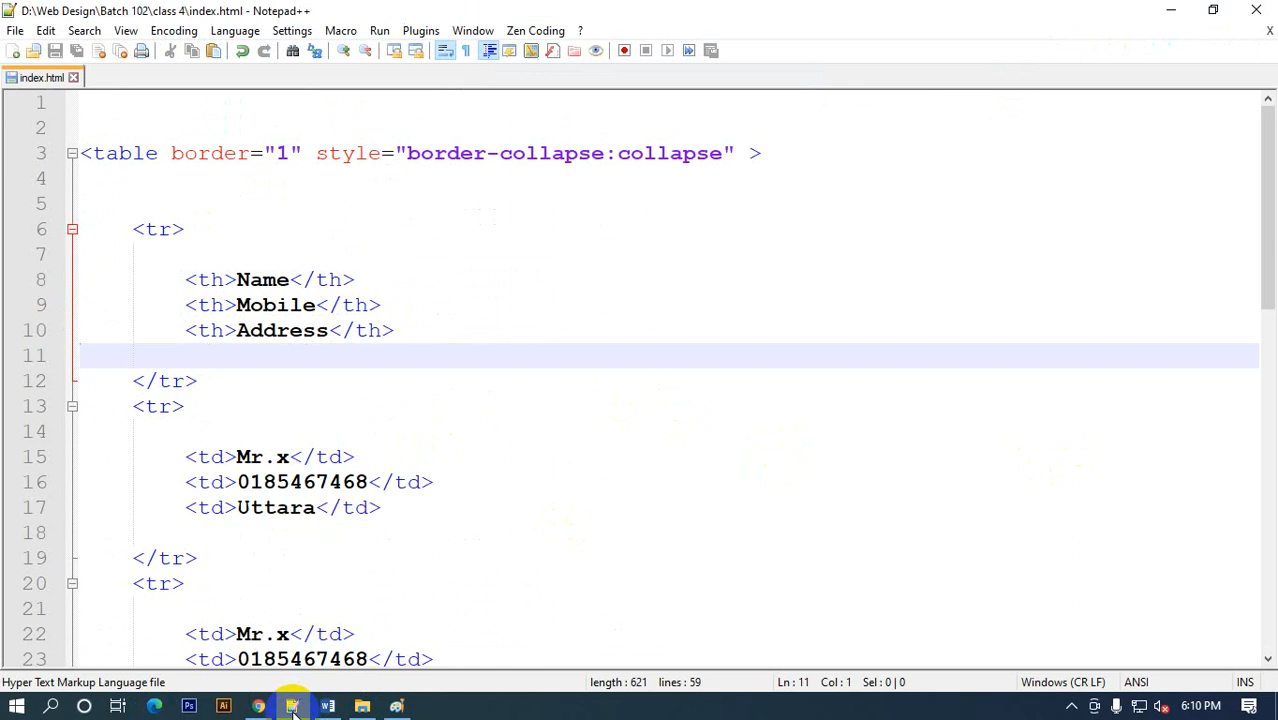 D:\Web Design\Batch 102\class 4\index.html - Notepad++
File Edit Search View Encoding Language Settings Macro Run Plugins Window Zen Coding ? X
index.html
1
2
3 <table border="1" style="border-collapse:collapse" >
4
5
6 <tr>
7
8 <th>Name</th>
9 <th>Mobile</th>
10 <th>Address</th>
11
12 </tr>
13 <tr>
14
15 <td>Mr.x</td>
16 <td>0185467468</td>
17 <td>Uttara</td>
18
19 </tr>
20 <tr>
21
22 <td>Mr.x</td>
23 <td>0185467468</td>
Hyper Text Markup Language file length : 621 lines : 59 Ln : 11 Col : 1 Sel : 0 | 0 Windows (CR LF) ANSI INS
Ps Ai W 6:10 PM